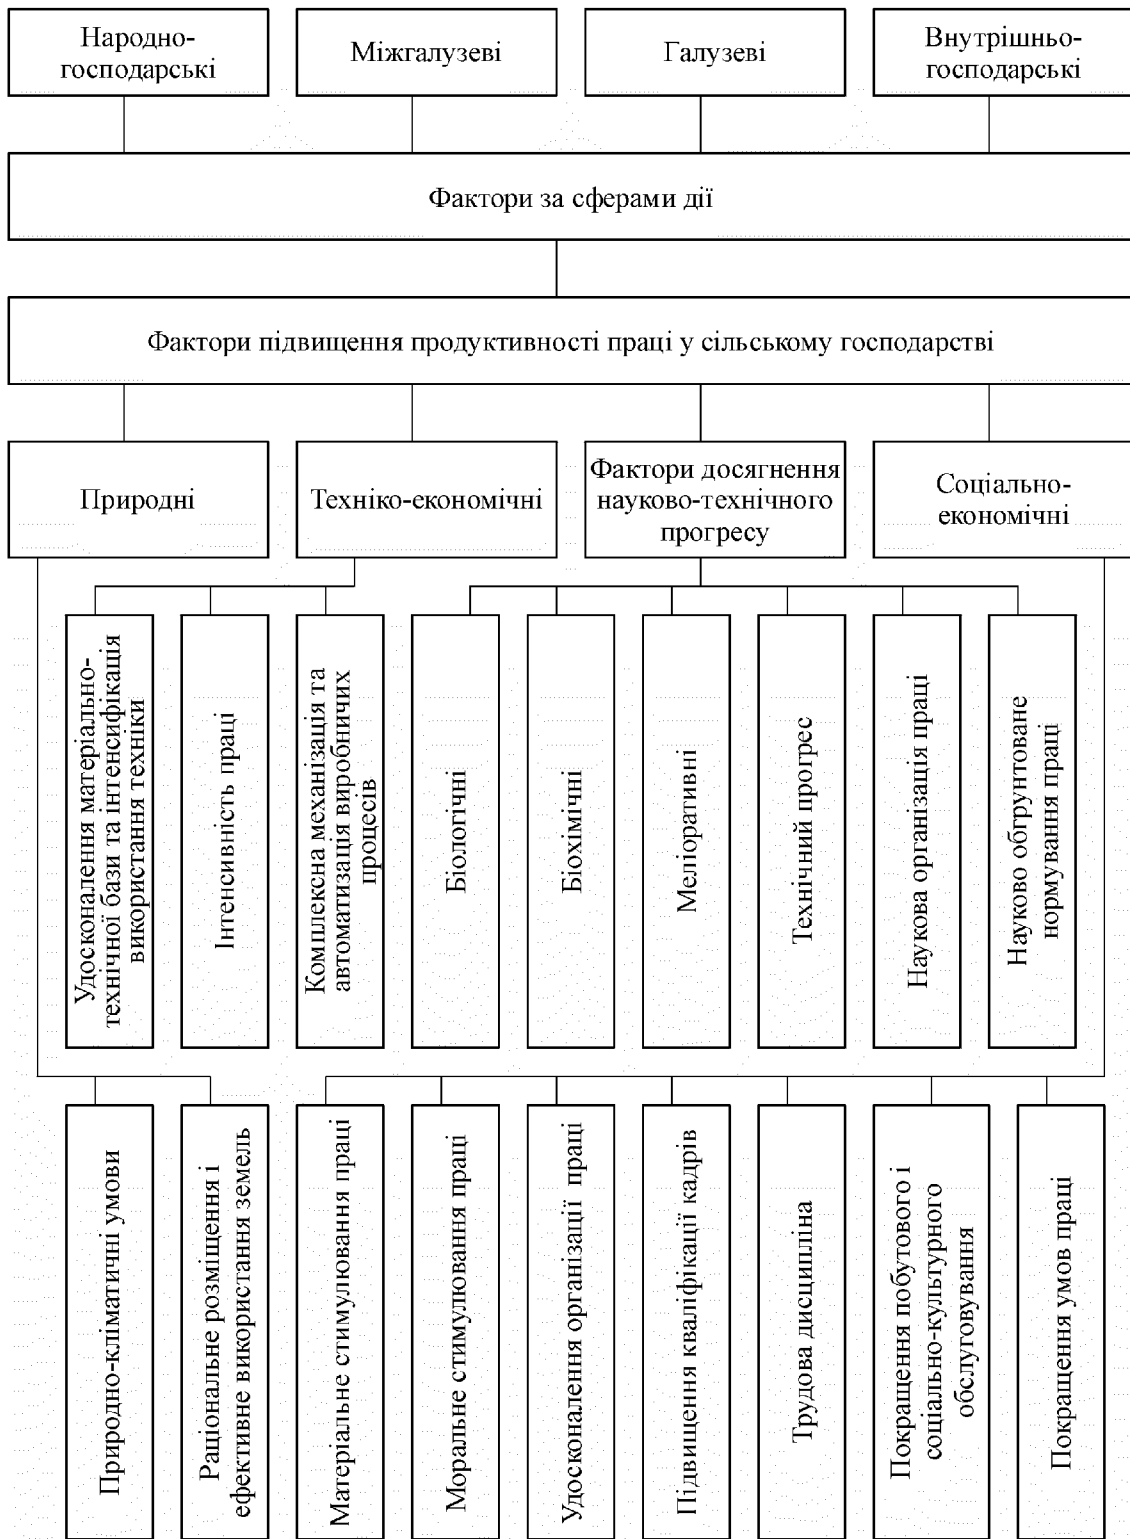 Народно-
господарські
Міжгалузеві
Галузеві
Внутрішньо-
господарські
Фактори за сферами дії
Фактори підвищення продуктивності праці у сільському господарстві
Природні
Техніко-економічні
Фактори досягнення
науково-технічного
прогресу
Соціально-
економічні
Удосконалення матеріально-
технічної бази та інтенсифікація
використання техніки
Інтенсивність праці
Комплексна механізація та
автоматизація виробничих
процесів
Біологічні
Біохімічні
Меліоративні
Технічний прогрес
Наукова організація праці
Науково обгрунтоване
нормування праці
Природно-кліматичні умови
Раціональне розміщення і
ефективне використання земель
Матеріальне стимулювання праці
Моральне стимулювання праці
Удосконалення організації праці
Підвищення кваліфікації кадрів
Трудова дисципліна
Покращення побутового і
соціально-культурного
обслуговування
Покращення умов праці